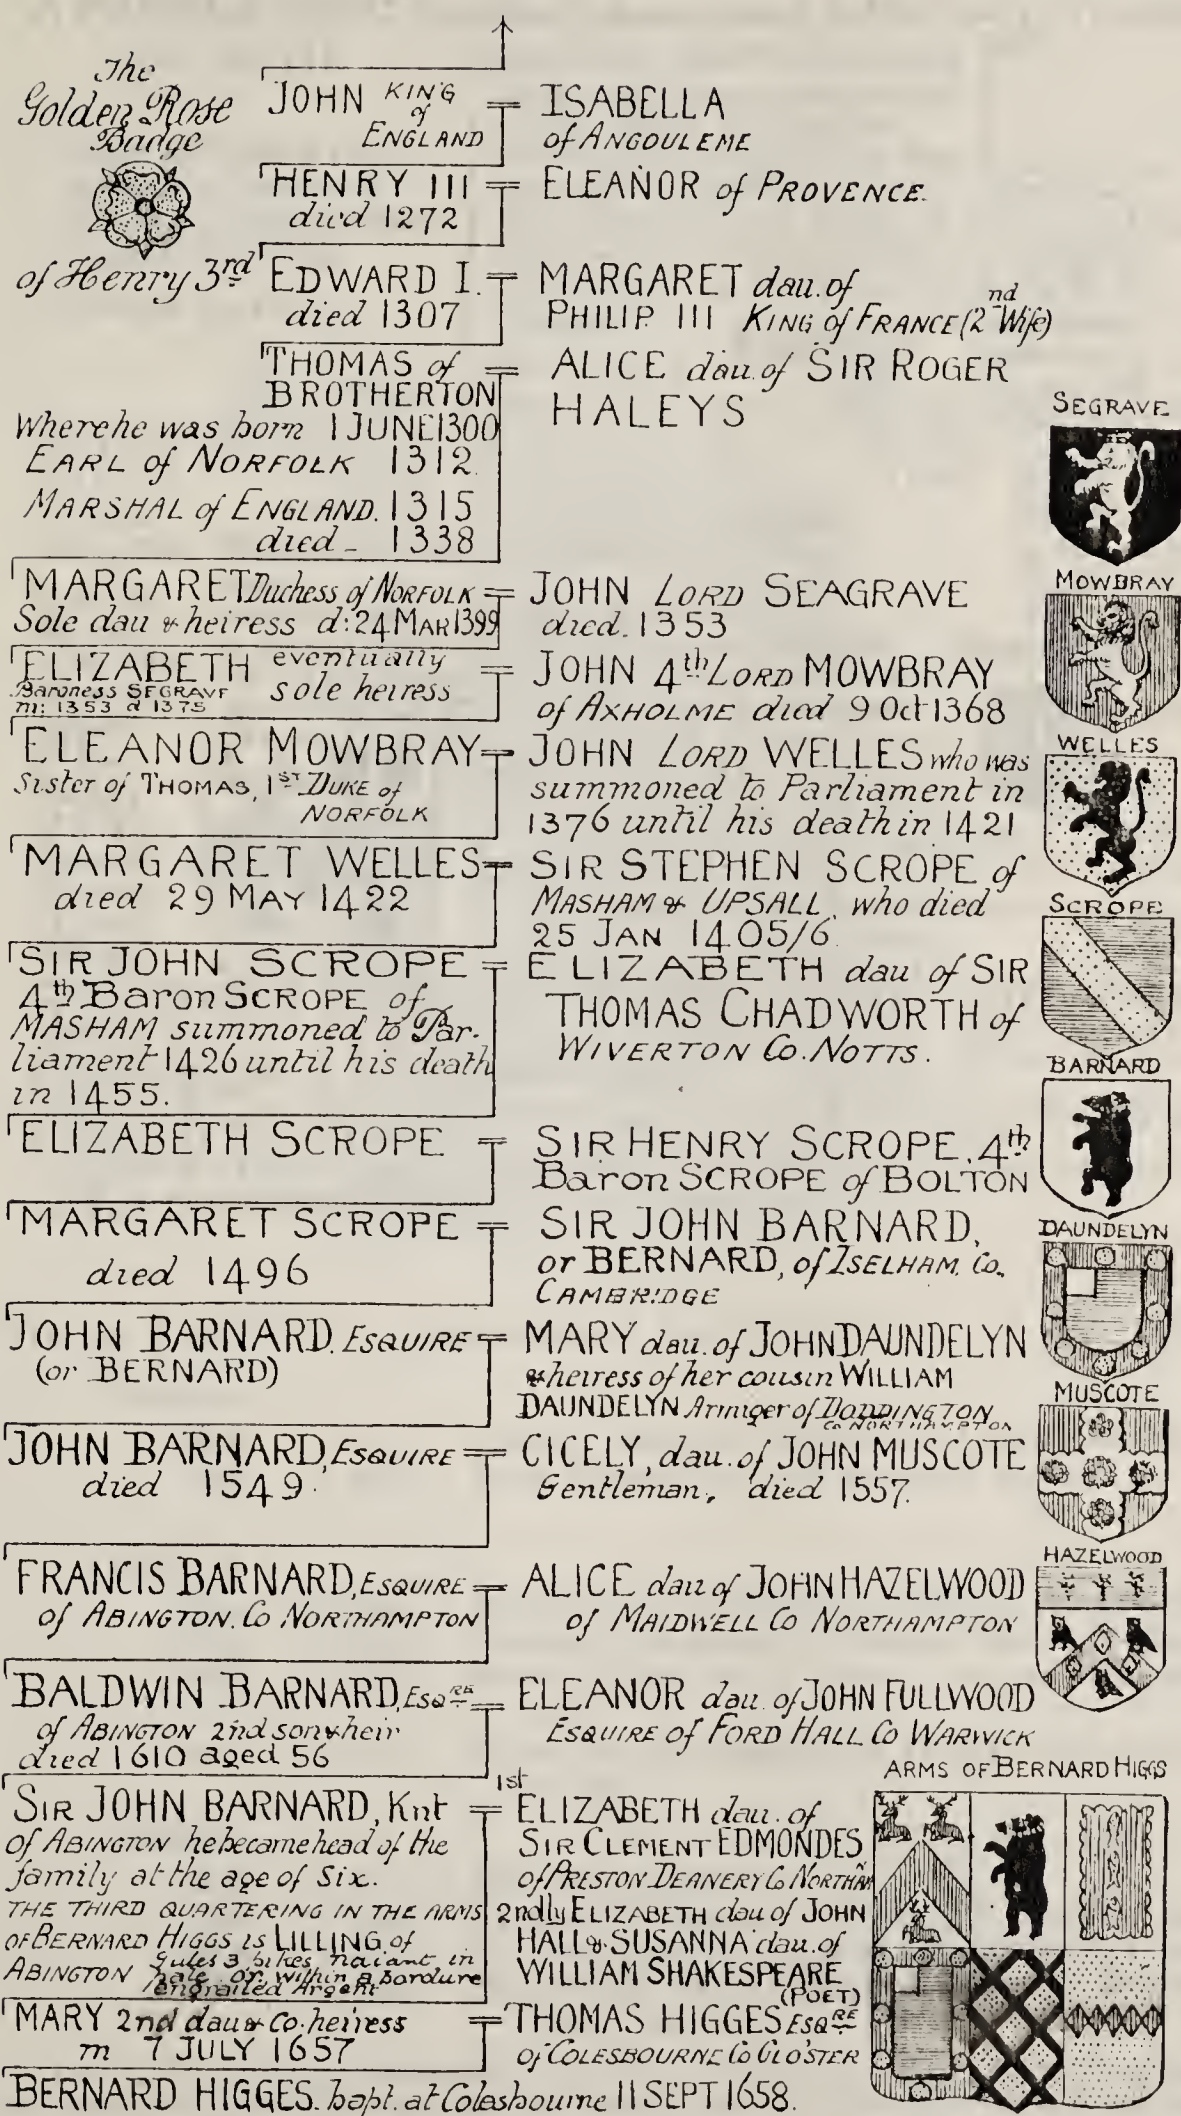 The
Golden Rose
Badge
of Henry 3rd
JOHN KING of ENGLAND = ISABELLA
of ANGOULEME
HENRY III = ELEANOR of PROVENCE.
died 1272
EDWARD I. = MARGARET dau. of
died 1307 PHILIP III KING of FRANCE (2nd Wife)
THOMAS of = ALICE dau. of SIR ROGER
BROTHERTON HALEYS
Where he was born 1 JUNE 1300
EARL of NORFOLK 1312.
MARSHAL of ENGLAND. 1315
died - 1338
MARGARET Duchess of NORFOLK = JOHN LORD SEAGRAVE
Sole dau & heiress d: 24 MAR 1399 died. 1353
ELIZABETH eventually = JOHN 4th LORD MOWBRAY
Baroness SEGRAVE sole heiress of AXHOLME died 9 Oct 1368
m: 1353 d 1375
ELEANOR MOWBRAY = JOHN LORD WELLES who was
Sister of THOMAS, 1ST DUKE of summoned to Parliament in
NORFOLK 1376 until his death in 1421
MARGARET WELLES = SIR STEPHEN SCROPE of
died 29 MAY 1422 MASHAM & UPSALL, who died
25 JAN 1405/6
SIR JOHN SCROPE = ELIZABETH dau of SIR
4th Baron SCROPE of THOMAS CHADWORTH of
MASHAM summoned to Par- WIVERTON Co. NOTTS.
liament 1426 until his death
in 1455.
ELIZABETH SCROPE = SIR HENRY SCROPE, 4th
Baron SCROPE of BOLTON
MARGARET SCROPE = SIR JOHN BARNARD,
died 1496 or BERNARD, of ISELHAM, Co.
CAMBRIDGE
JOHN BARNARD. ESQUIRE = MARY dau. of JOHN DAUNDELYN
(or BERNARD) & heiress of her cousin WILLIAM
DAUNDELYN Armiger of DODDINGTON
Co NORTHAMPTON
JOHN BARNARD, ESQUIRE = CICELY, dau. of JOHN MUSCOTE
died 1549. Gentleman, died 1557.
FRANCIS BARNARD, ESQUIRE = ALICE dau of JOHN HAZELWOOD
of ABINGTON. Co NORTHAMPTON of MAIDWELL Co NORTHAMPTON
BALDWIN BARNARD, ESQRE = ELEANOR dau. of JOHN FULLWOOD
of ABINGTON 2nd son & heir ESQUIRE of FORD HALL Co WARWICK
died 1610 aged 56
SIR JOHN BARNARD, Knt = 1st ELIZABETH dau. of
of ABINGTON he became head of the SIR CLEMENT EDMONDES
family at the age of six. of PRESTON DEANERY Co NORTHẪN
THE THIRD QUARTERING IN THE ARMS 2ndly ELIZABETH dau of JOHN
OF BERNARD HIGGS IS LILLING of HALL & SUSANNA dau. of
ABINGTON Gules 3 pikes naiant in WILLIAM SHAKESPEARE
pale or within a bordure (POET)
engrailed Argent
MARY 2nd dau & Co-heiress = THOMAS HIGGES ESQRE
m 7 JULY 1657 of COLESBOURNE Co GLO'STER
BERNARD HIGGES. bapt. at Colesbourne 11 SEPT 1658.
SEGRAVE
MOWBRAY
WELLES
SCROPE
BARNARD
DAUNDELYN
MUSCOTE
HAZELWOOD
ARMS OF BERNARD HIGGS